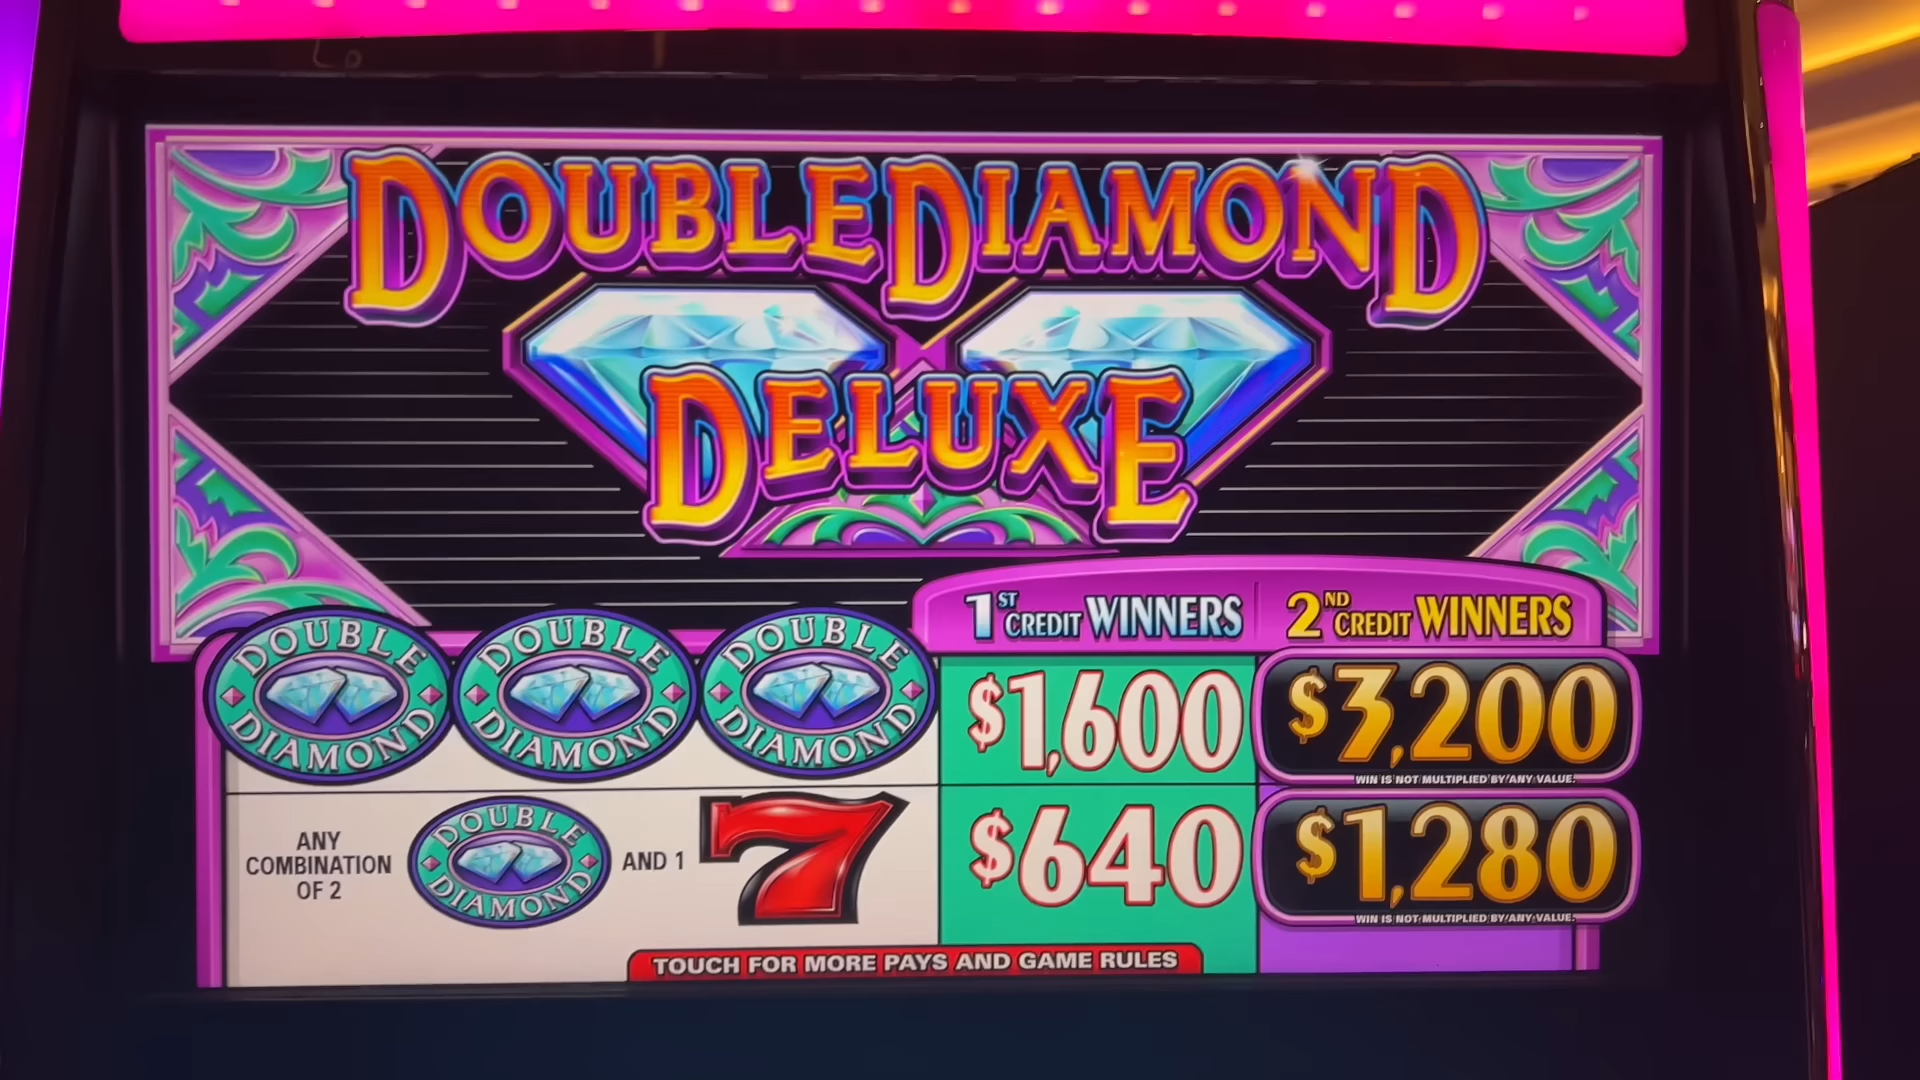 DOUBLE DIAMOND
DELUXE
1ST CREDIT WINNERS
2ND CREDIT WINNERS
DOUBLE DIAMOND
DOUBLE DIAMOND
DOUBLE DIAMOND
$1,600
$3,200
WIN IS NOT MULTIPLIED BY ANY VALUE.
ANY
COMBINATION
OF 2
DOUBLE DIAMOND
AND 1
7
$640
$1,280
WIN IS NOT MULTIPLIED BY ANY VALUE.
TOUCH FOR MORE PAYS AND GAME RULES